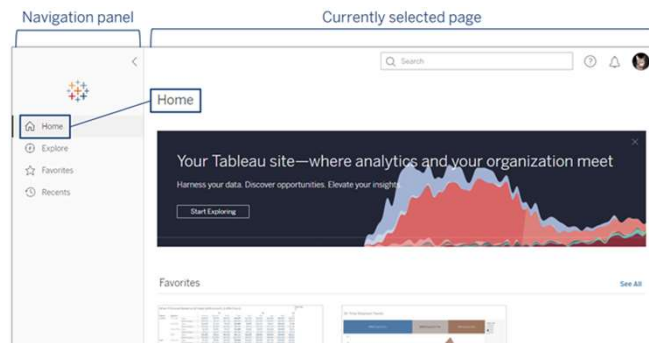 Navigation panel
Currently selected page
Search
Home
Home
Explore
Favorites
Recents
Your Tableau site—where analytics and your organization meet
Harness your data. Discover opportunities. Elevate your insights.
Start Exploring
Favorites
See All